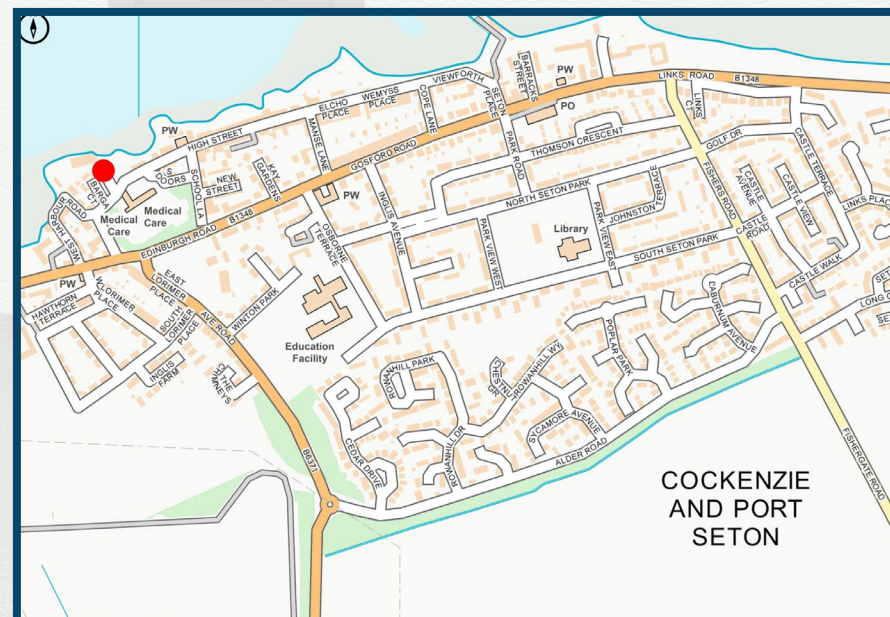 LINKS ROAD
B1348
BARRACKS
STREET
PW
VIEWFORTH
SETON
PLACE
WEMYSS
PLACE
ELCHO
PLACE
COPE LANE
PO
LINKS
CT
PW
HIGH STREET
MANSE LANE
GOSFORD ROAD
PARK ROAD
THOMSON CRESCENT
GOLF DR
CASTLE TERRACE
FISHERS ROAD
DOORS
SCHOOL LA
NEW
STREET
KAY
GARDENS
BARGA
CT
WEST HARBOUR
ROAD
Medical
Care
Medical
Care
PW
INGLIS
AVENUE
NORTH SETON PARK
TERRACE
JOHNSTON
CASTLE
AVENUE
CASTLE VIEW
LINKS PLACE
EDINBURGH ROAD
B1348
OSBORNE
TERRACE
PARK VIEW WEST
Library
PARK VIEW EAST
SOUTH SETON PARK
CASTLE
ROAD
CASTLE WALK
PW
HAWTHORN
TERRACE
W LORIMER
PLACE
EAST
LORIMER
PLACE
SOUTH
LORIMER
PLACE
AVE ROAD
WINTON PARK
INGLIS
FARM
THE
Education
Facility
ROWANHILL PARK
CHESTNUT
GR
ROWANHILL WY
POPLAR PARK
LABURNUM AVENUE
LONG
CEDAR DRIVE
ROWANHILL DR
SYCAMORE AVENUE
ALDER ROAD
B6371
FISHERGATE ROAD
COCKENZIE
AND PORT
SETON